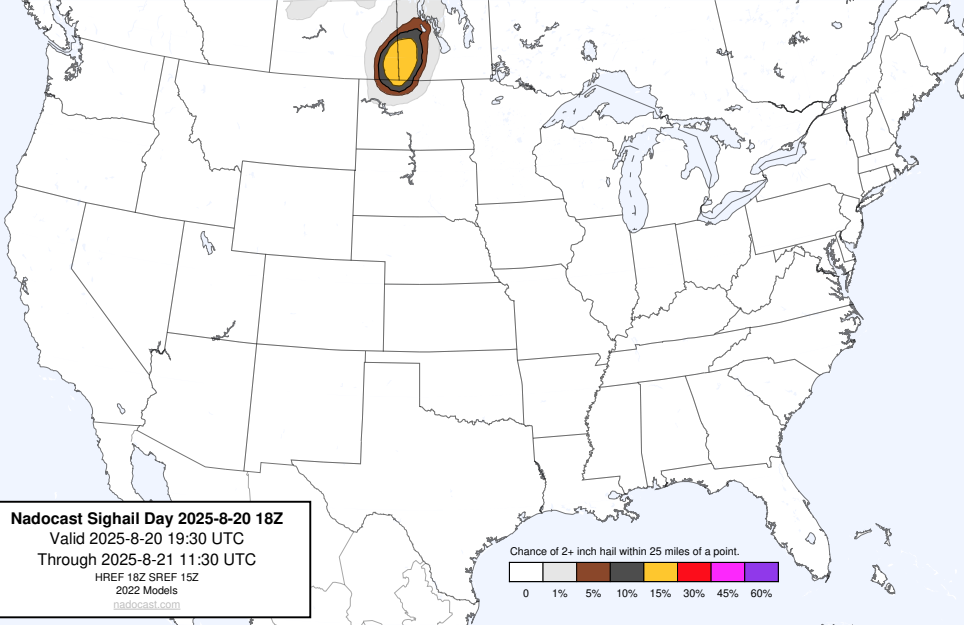 Nadocast Sighail Day 2025-8-20 18Z
Valid 2025-8-20 19:30 UTC
Through 2025-8-21 11:30 UTC
HREF 18Z SREF 15Z
2022 Models
nadocast.com
Chance of 2+ inch hail within 25 miles of a point.
0 1% 5% 10% 15% 30% 45% 60%